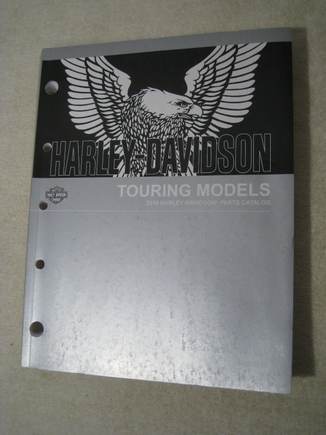 HARLEY-DAVIDSON
TOURING MODELS
HARLEY-DAVIDSON® PARTS CATALOG